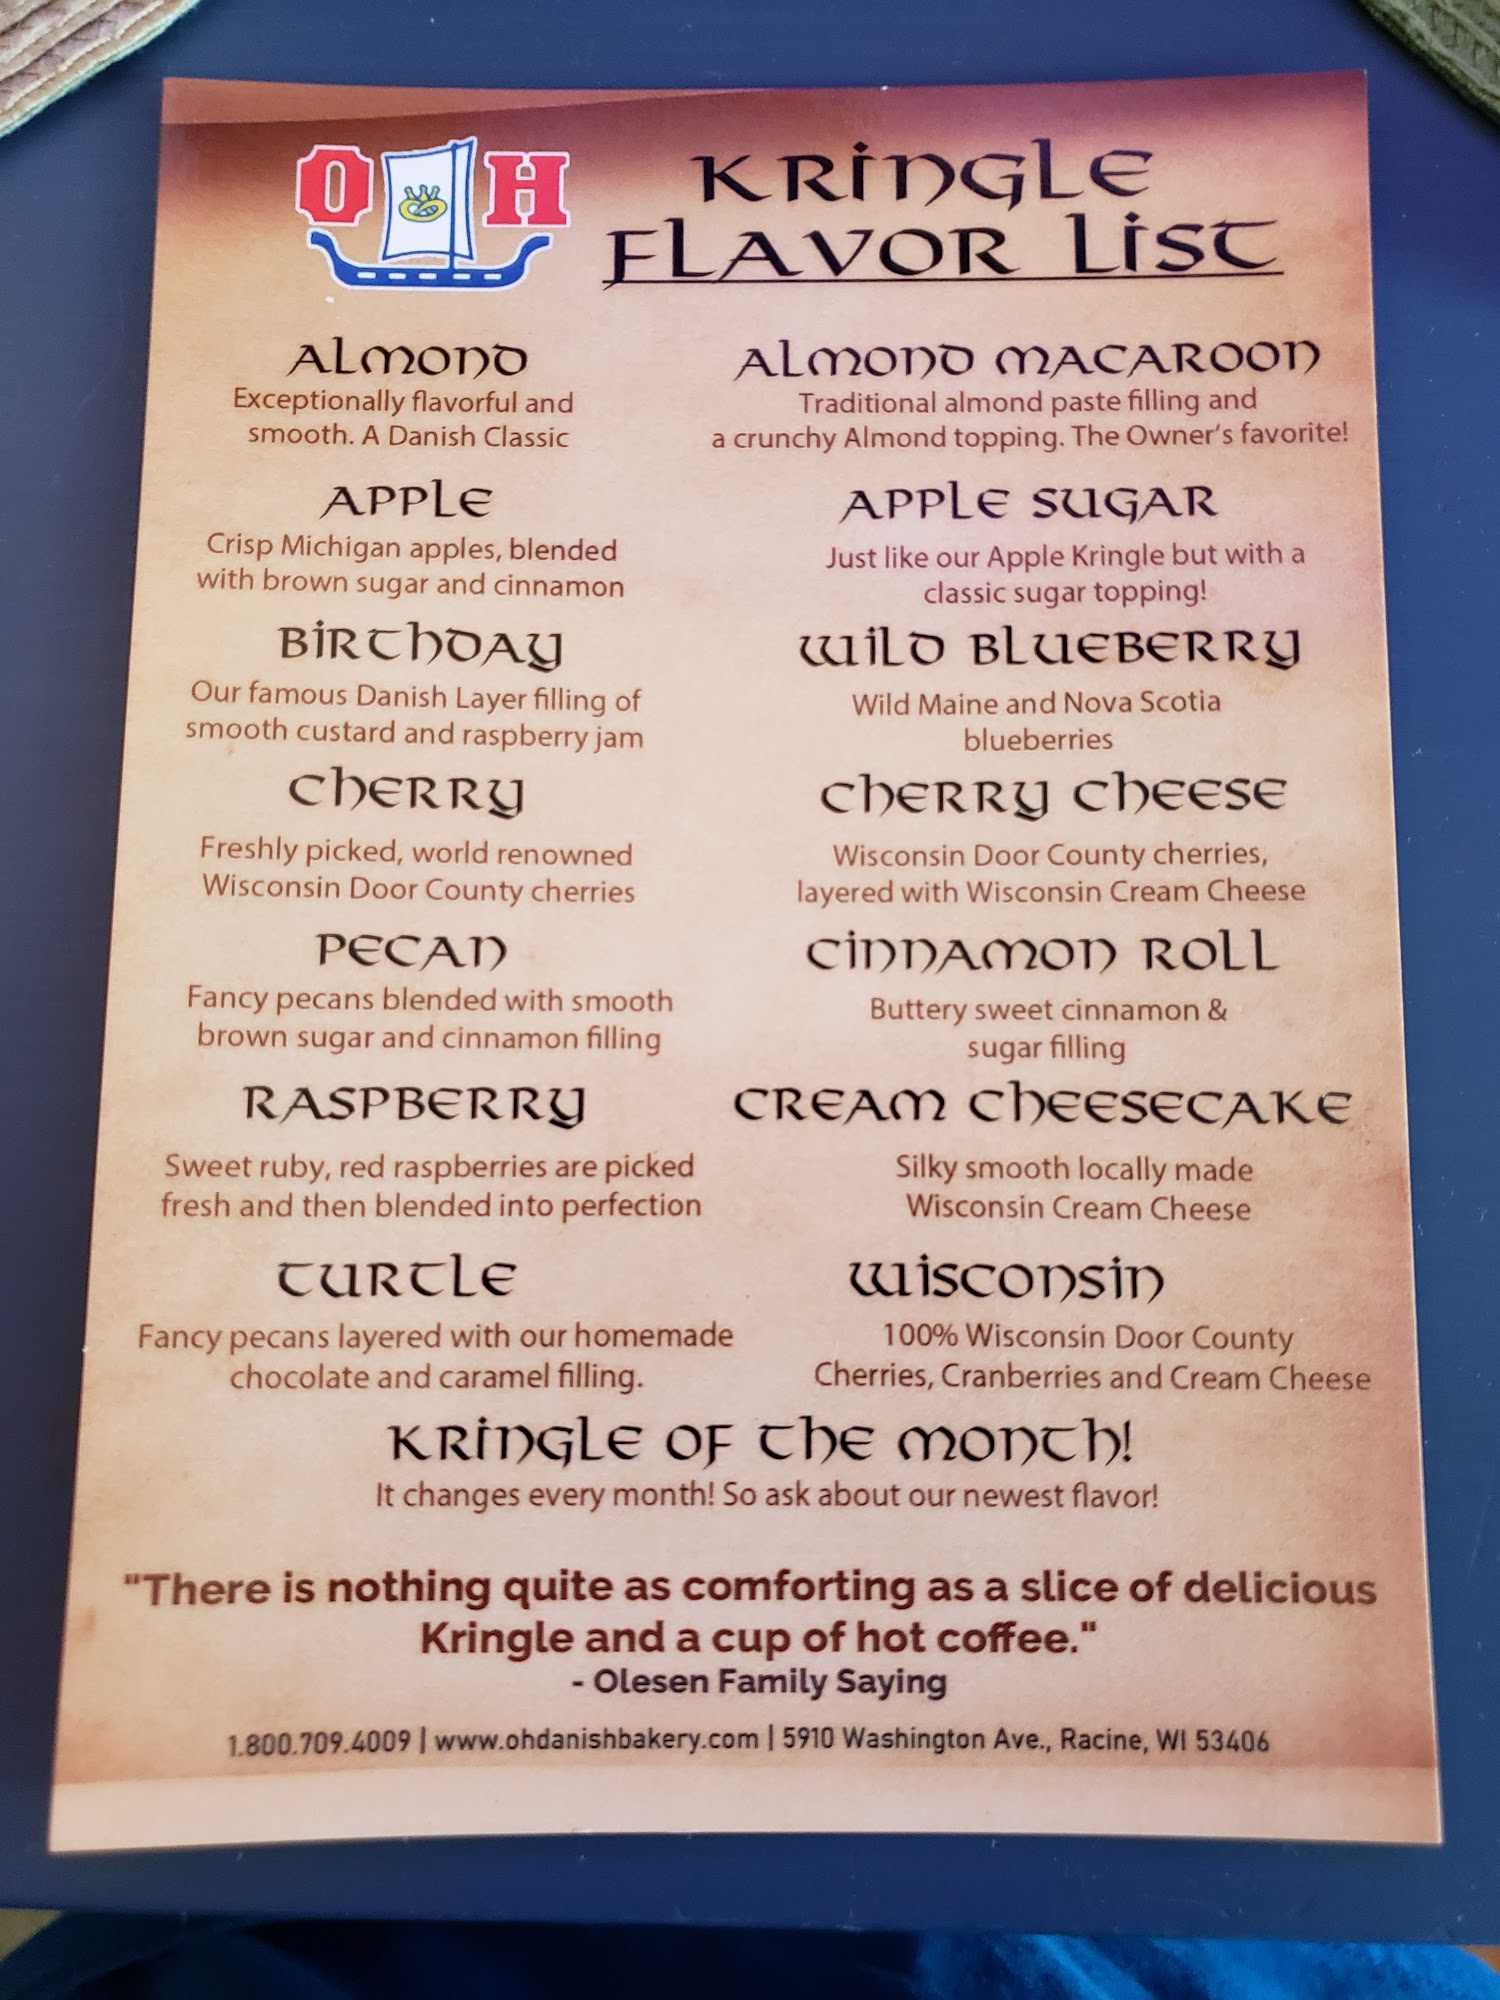 O H
KRINGLE
FLAVOR LIST
ALMOND
Exceptionally flavorful and
smooth. A Danish Classic
ALMOND MACAROON
Traditional almond paste filling and
a crunchy Almond topping. The Owner's favorite!
APPLE
Crisp Michigan apples, blended
with brown sugar and cinnamon
APPLE SUGAR
Just like our Apple Kringle but with a
classic sugar topping!
BIRTHDAY
Our famous Danish Layer filling of
smooth custard and raspberry jam
WILD BLUEBERRY
Wild Maine and Nova Scotia
blueberries
CHERRY
Freshly picked, world renowned
Wisconsin Door County cherries
CHERRY CHEESE
Wisconsin Door County cherries,
layered with Wisconsin Cream Cheese
PECAN
Fancy pecans blended with smooth
brown sugar and cinnamon filling
CINNAMON ROLL
Buttery sweet cinnamon &
sugar filling
RASPBERRY
Sweet ruby, red raspberries are picked
fresh and then blended into perfection
CREAM CHEESECAKE
Silky smooth locally made
Wisconsin Cream Cheese
TURTLE
Fancy pecans layered with our homemade
chocolate and caramel filling.
WISCONSIN
100% Wisconsin Door County
Cherries, Cranberries and Cream Cheese
KRINGLE OF THE MONTH!
It changes every month! So ask about our newest flavor!
"There is nothing quite as comforting as a slice of delicious
Kringle and a cup of hot coffee."
- Olesen Family Saying
1.800.709.4009 | www.ohdanishbakery.com | 5910 Washington Ave., Racine, WI 53406